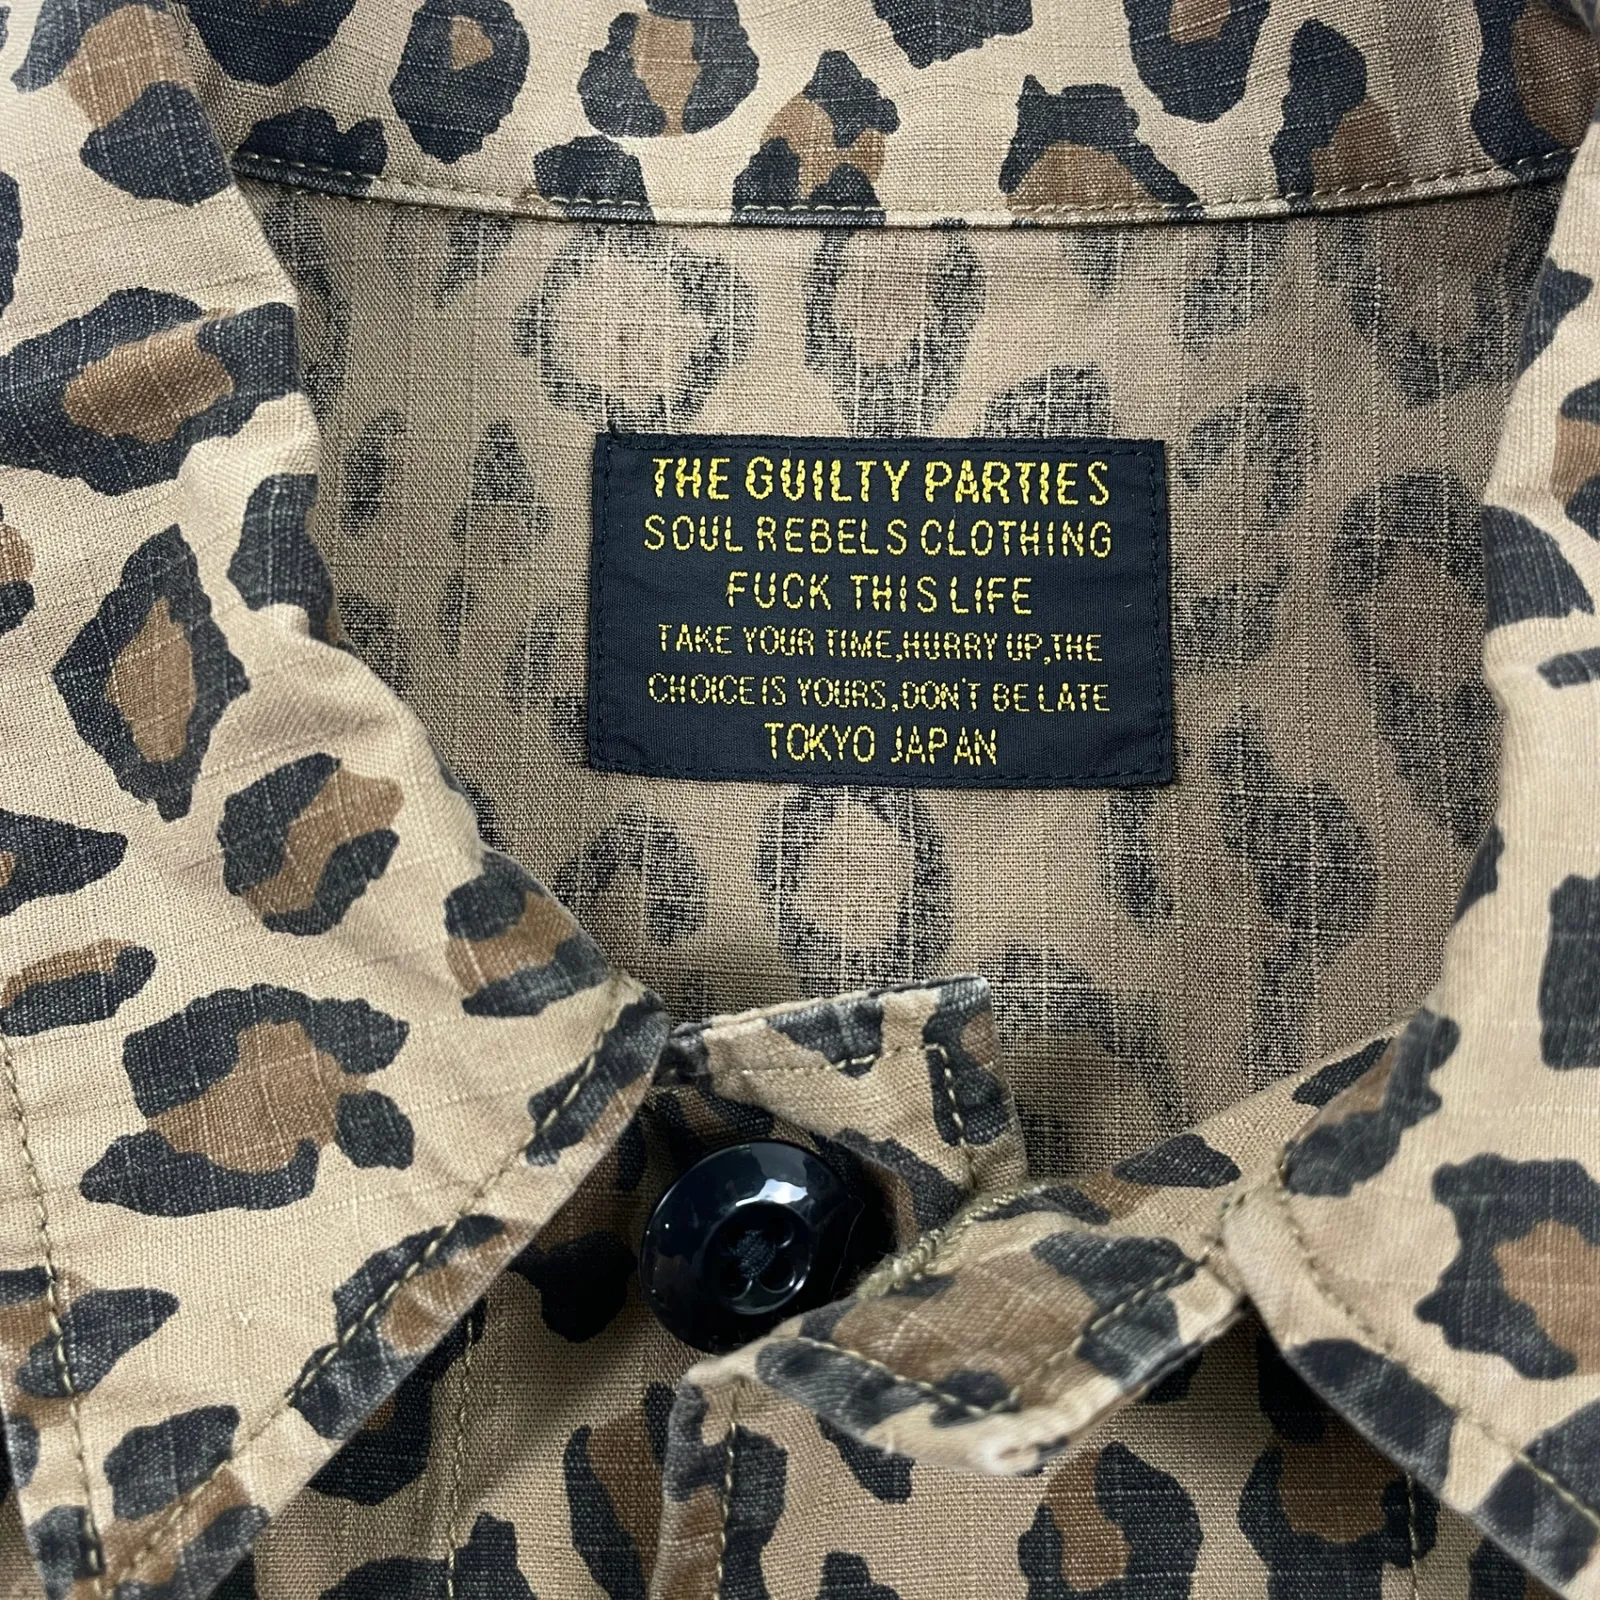 THE GUILTY PARTIES
SOUL REBELS CLOTHING
FUCK THIS LIFE
TAKE YOUR TIME,HURRY UP,THE
CHOICE IS YOURS,DON'T BE LATE
TOKYO JAPAN